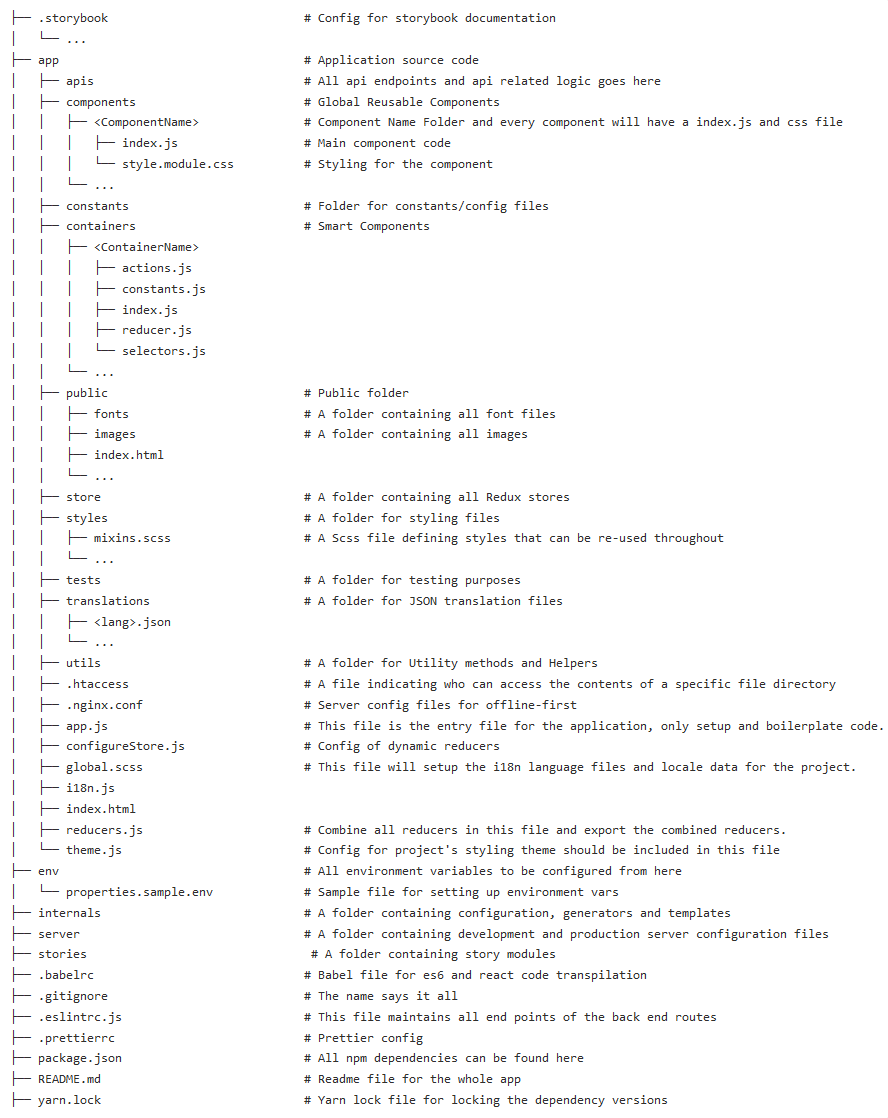 ├── .storybook                            # Config for storybook documentation
│   └── ...
├── app                                   # Application source code
│   ├── apis                              # All api endpoints and api related logic goes here
│   ├── components                        # Global Reusable Components
│   │   ├── <ComponentName>               # Component Name Folder and every component will have a index.js and css file
│   │   │   ├── index.js                  # Main component code
│   │   │   └── style.module.css          # Styling for the component
│   │   └── ...
│   ├── constants                         # Folder for constants/config files
│   ├── containers                        # Smart Components
│   │   ├── <ContainerName>
│   │   │   ├── actions.js
│   │   │   ├── constants.js
│   │   │   ├── index.js
│   │   │   ├── reducer.js
│   │   │   └── selectors.js
│   │   └── ...
│   ├── public                            # Public folder
│   │   ├── fonts                         # A folder containing all font files
│   │   ├── images                        # A folder containing all images
│   │   ├── index.html
│   │   └── ...
│   ├── store                             # A folder containing all Redux stores
│   ├── styles                            # A folder for styling files
│   │   ├── mixins.scss                   # A Scss file defining styles that can be re-used throughout
│   │   └── ...
│   ├── tests                             # A folder for testing purposes
│   ├── translations                      # A folder for JSON translation files
│   │   ├── <lang>.json
│   │   └── ...
│   ├── utils                             # A folder for Utility methods and Helpers
│   ├── .htaccess                         # A file indicating who can access the contents of a specific file directory
│   ├── .nginx.conf                       # Server config files for offline-first
│   ├── app.js                            # This file is the entry file for the application, only setup and boilerplate code.
│   ├── configureStore.js                 # Config of dynamic reducers
│   ├── global.scss                       # This file will setup the i18n language files and locale data for the project.
│   ├── i18n.js
│   ├── index.html
│   ├── reducers.js                       # Combine all reducers in this file and export the combined reducers.
│   └── theme.js                          # Config for project's styling theme should be included in this file
├── env                                   # All environment variables to be configured from here
│   └── properties.sample.env             # Sample file for setting up environment vars
├── internals                             # A folder containing configuration, generators and templates
├── server                                # A folder containing development and production server configuration files
├── stories                                # A folder containing story modules
├── .babelrc                              # Babel file for es6 and react code transpilation
├── .gitignore                            # The name says it all
├── .eslintrc.js                          # This file maintains all end points of the back end routes
├── .prettierrc                           # Prettier config
├── package.json                          # All npm dependencies can be found here
├── README.md                             # Readme file for the whole app
├── yarn.lock                             # Yarn lock file for locking the dependency versions